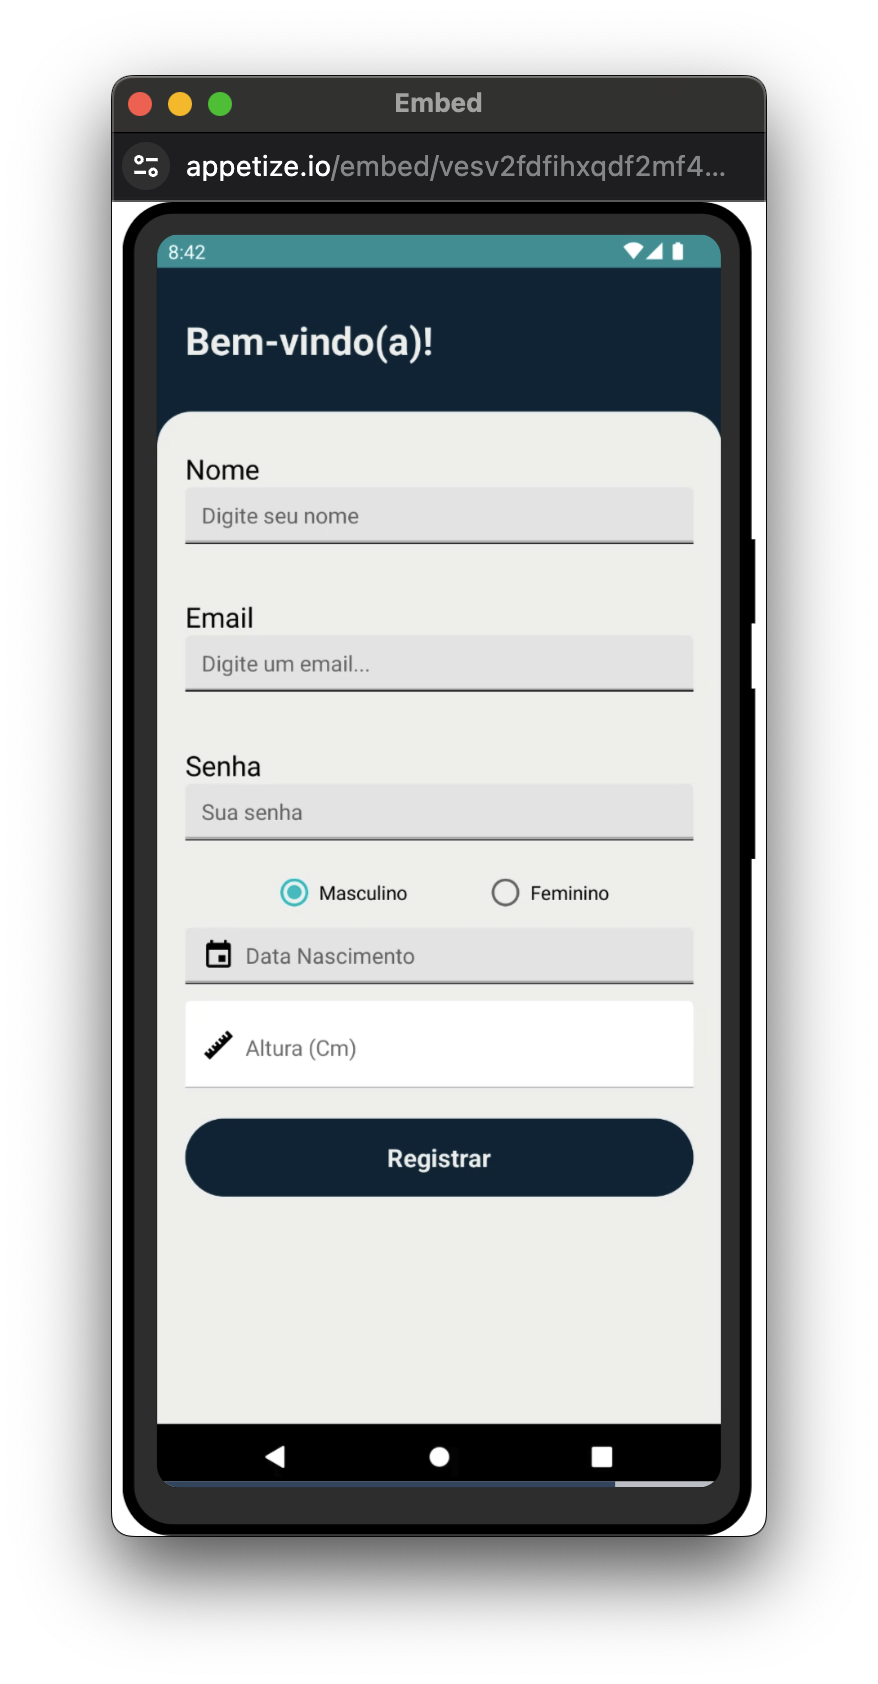 Embed
appetize.io/embed/vesv2fdfihxqdf2mf4...
8:42
Bem-vindo(a)!
Nome
Digite seu nome
Email
Digite um email...
Senha
Sua senha
Masculino Feminino
Data Nascimento
Altura (Cm)
Registrar